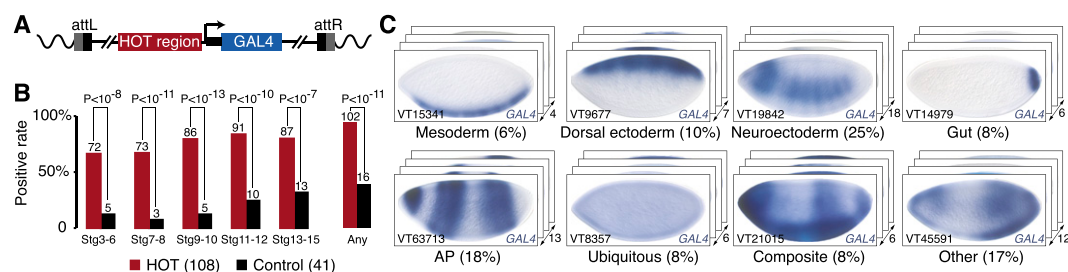 A
attL
attR
HOT region
GAL4
B
P<10-8
P<10-11
P<10-13
P<10-10
P<10-7
P<10-11
Positive rate
100%
50%
0
72
5
73
3
86
5
91
10
87
13
102
16
Stg3-6
Stg7-8
Stg9-10
Stg11-12
Stg13-15
Any
HOT (108)
Control (41)
C
VT15341
GAL4
4
Mesoderm (6%)
VT9677
GAL4
7
Dorsal ectoderm (10%)
VT19842
GAL4
18
Neuroectoderm (25%)
VT14979
GAL4
6
Gut (8%)
VT63713
GAL4
13
AP (18%)
VT8357
GAL4
6
Ubiquitous (8%)
VT21015
GAL4
6
Composite (8%)
VT45591
GAL4
12
Other (17%)